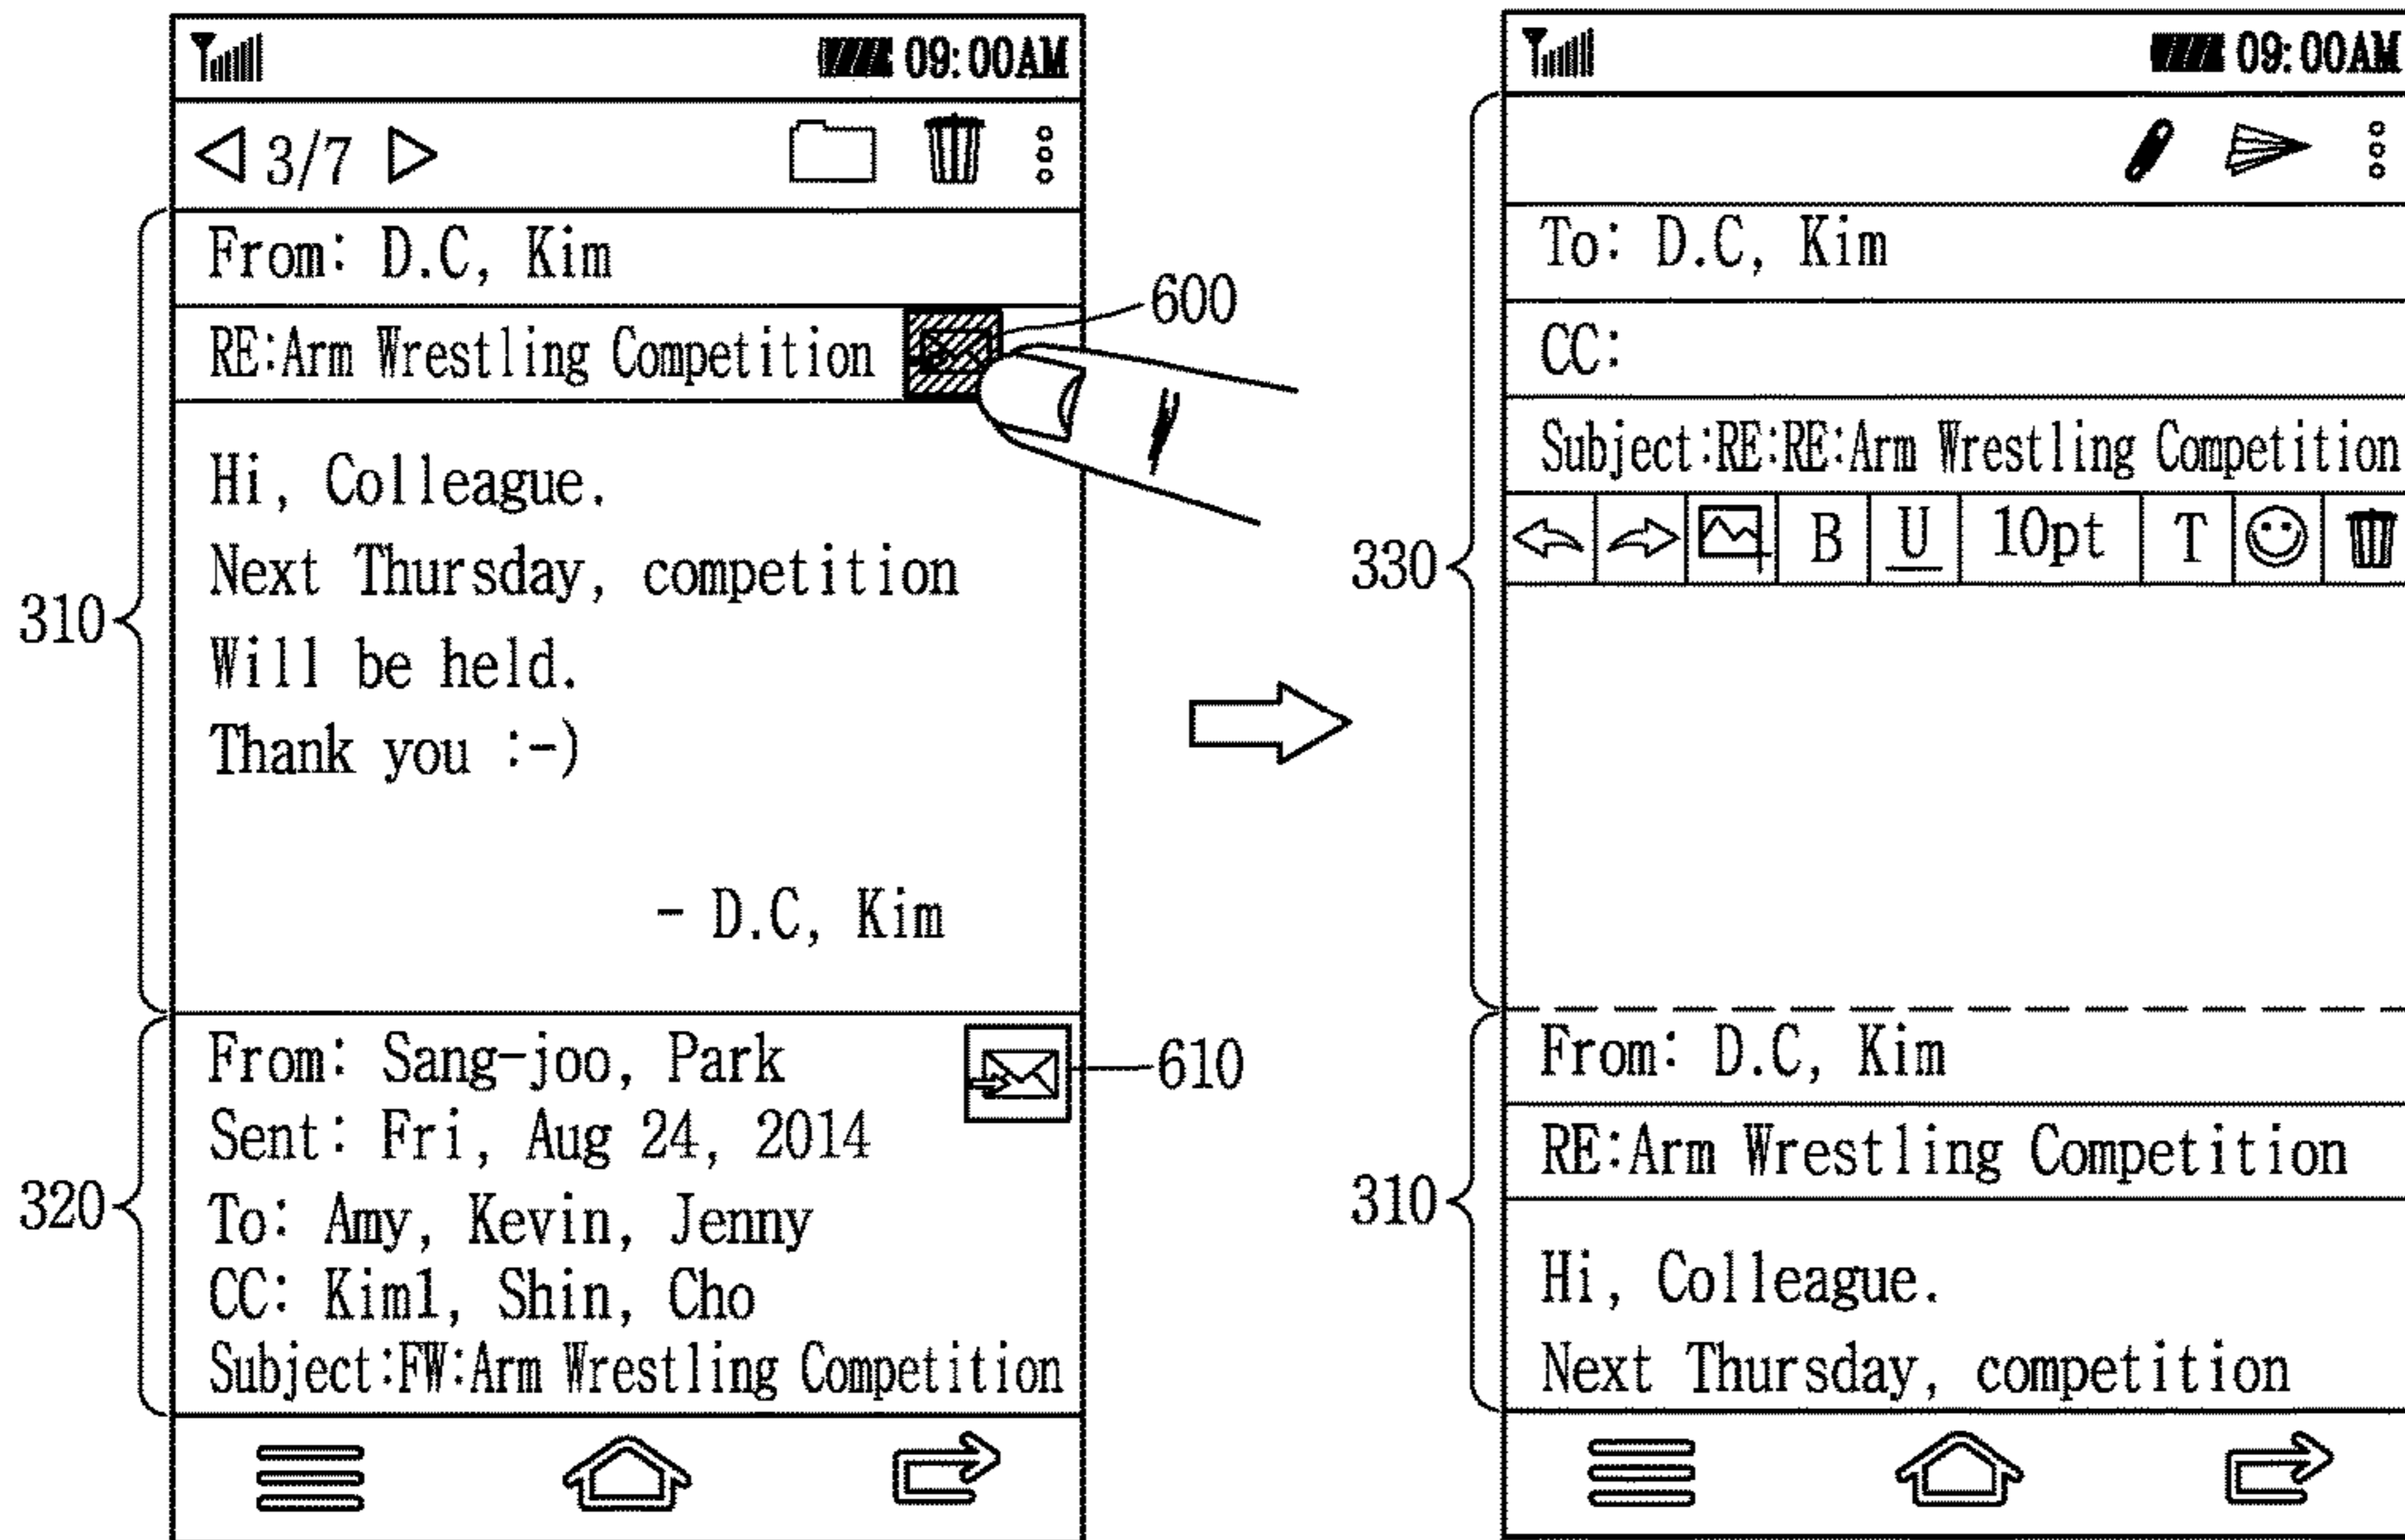 09:00AM
3/7
From: D.C, Kim
RE:Arm Wrestling Competition
600
Hi, Colleague.
Next Thursday, competition
Will be held.
Thank you :-)
- D.C, Kim
310
From: Sang-joo, Park
610
Sent: Fri, Aug 24, 2014
To: Amy, Kevin, Jenny
CC: Kim1, Shin, Cho
Subject:FW:Arm Wrestling Competition
320
09:00AM
To: D.C, Kim
CC:
Subject:RE:RE:Arm Wrestling Competition
B U 10pt T
330
From: D.C, Kim
RE:Arm Wrestling Competition
Hi, Colleague.
Next Thursday, competition
310